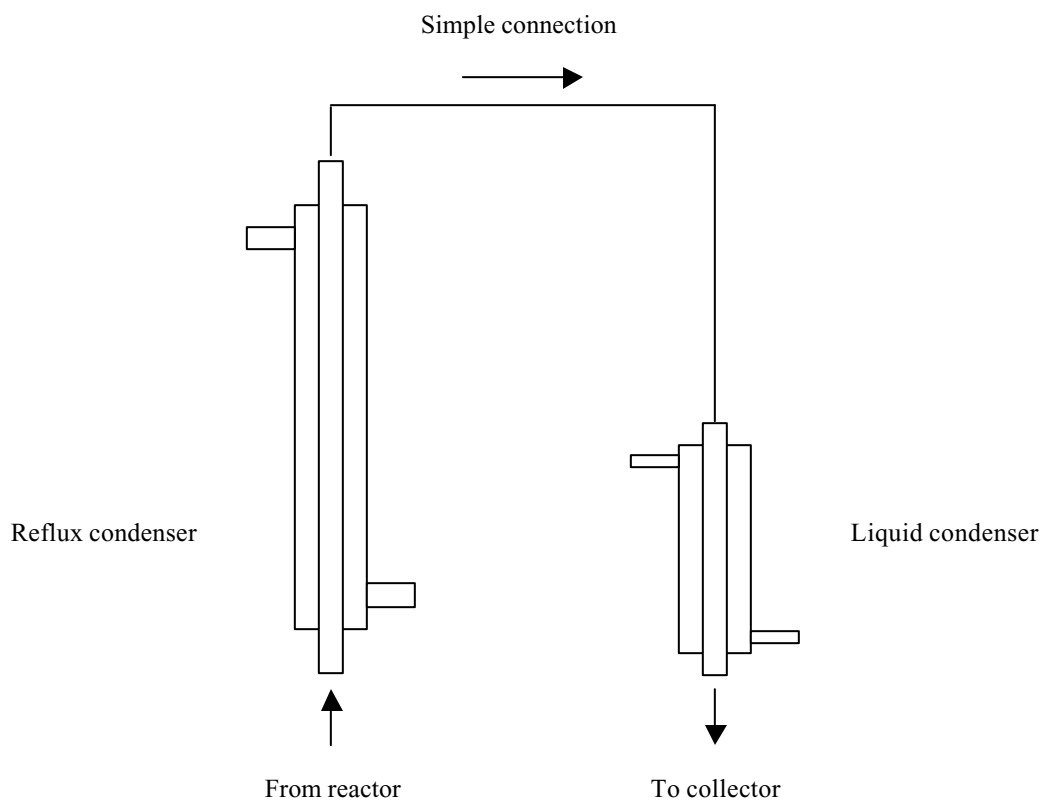 Simple connection
Reflux condenser
Liquid condenser
From reactor
To collector